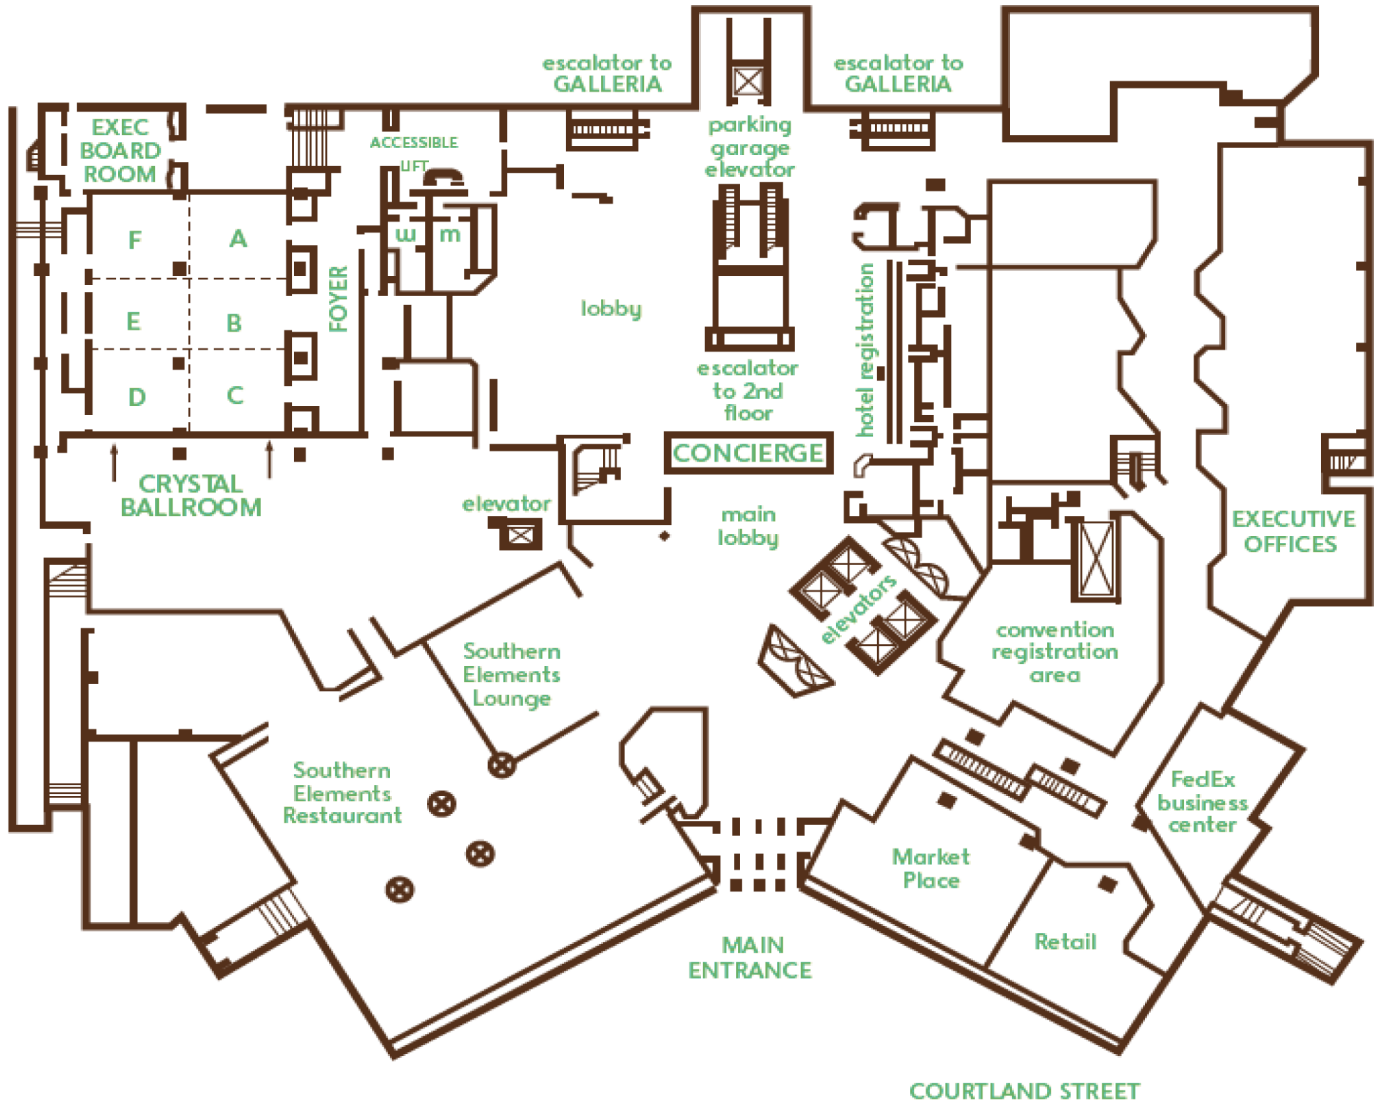 escalator to
GALLERIA
escalator to
GALLERIA
parking
garage
elevator
EXEC
BOARD
ROOM
ACCESSIBLE
LIFT
F
A
w
m
E
B
FOYER
lobby
hotel registration
D
C
escalator
to 2nd
floor
CONCIERGE
CRYSTAL
BALLROOM
elevator
main
lobby
EXECUTIVE
OFFICES
elevators
convention
registration
area
Southern
Elements
Lounge
Southern
Elements
Restaurant
FedEx
business
center
Market
Place
Retail
MAIN
ENTRANCE
COURTLAND STREET